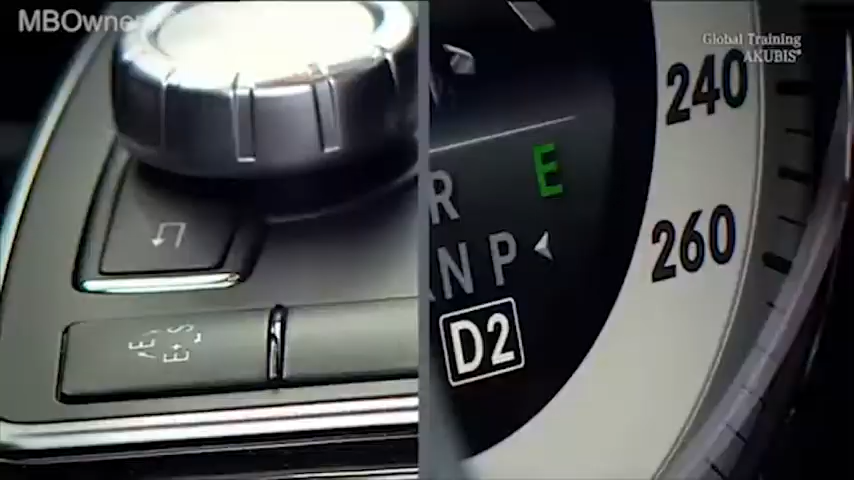 MBOwner
Global Training
AKUBIS®
240
E
R
260
N P
D2
E
E+S